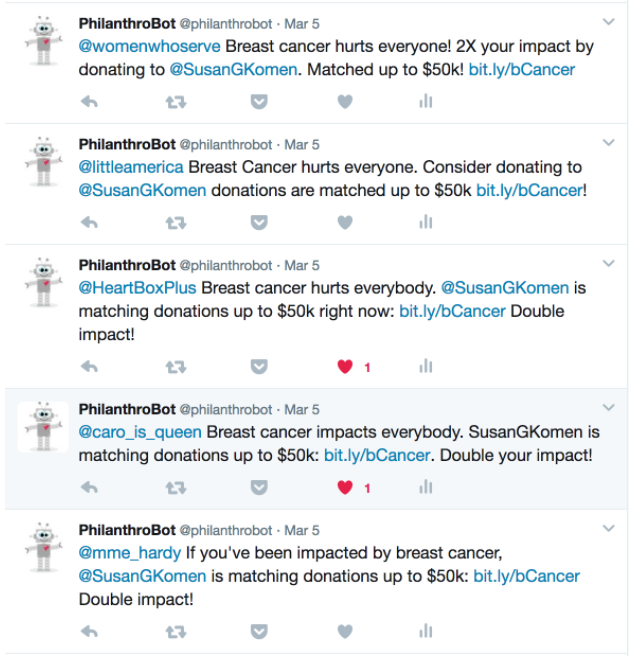 PhilanthroBot @philanthrobot · Mar 5
@womenwhoserve Breast cancer hurts everyone! 2X your impact by
donating to @SusanGKomen. Matched up to $50k! bit.ly/bCancer
PhilanthroBot @philanthrobot · Mar 5
@littleamerica Breast Cancer hurts everyone. Consider donating to
@SusanGKomen donations are matched up to $50k bit.ly/bCancer!
PhilanthroBot @philanthrobot · Mar 5
@HeartBoxPlus Breast cancer hurts everybody. @SusanGKomen is
matching donations up to $50k right now: bit.ly/bCancer Double
impact!
1
PhilanthroBot @philanthrobot · Mar 5
@caro_is_queen Breast cancer impacts everybody. SusanGKomen is
matching donations up to $50k: bit.ly/bCancer. Double your impact!
1
PhilanthroBot @philanthrobot · Mar 5
@mme_hardy If you've been impacted by breast cancer,
@SusanGKomen is matching donations up to $50k: bit.ly/bCancer
Double impact!